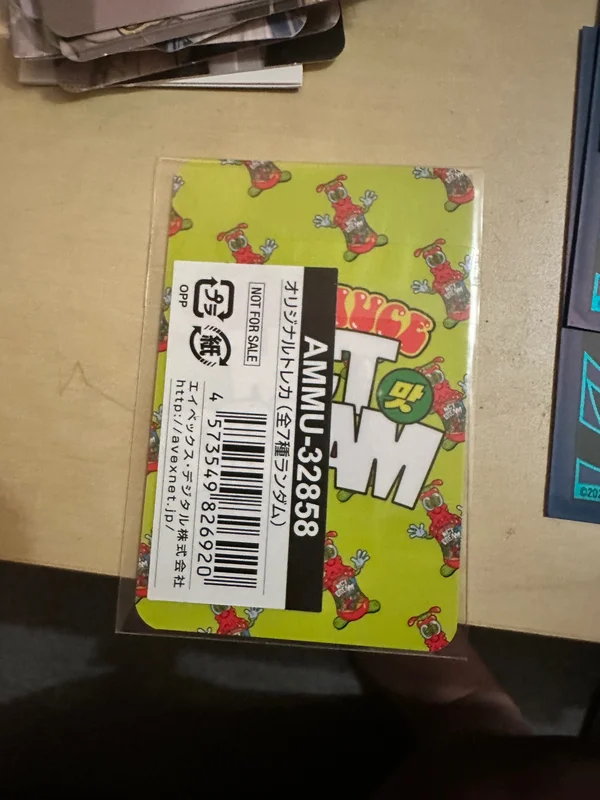 AMMU-32858
オリジナルトレカ (全7種ランダム)
NOT FOR SALE
プラ
紙
OPP
4 573549 826920
エイベックス・デジタル株式会社
http://avexnet.jp/
맛